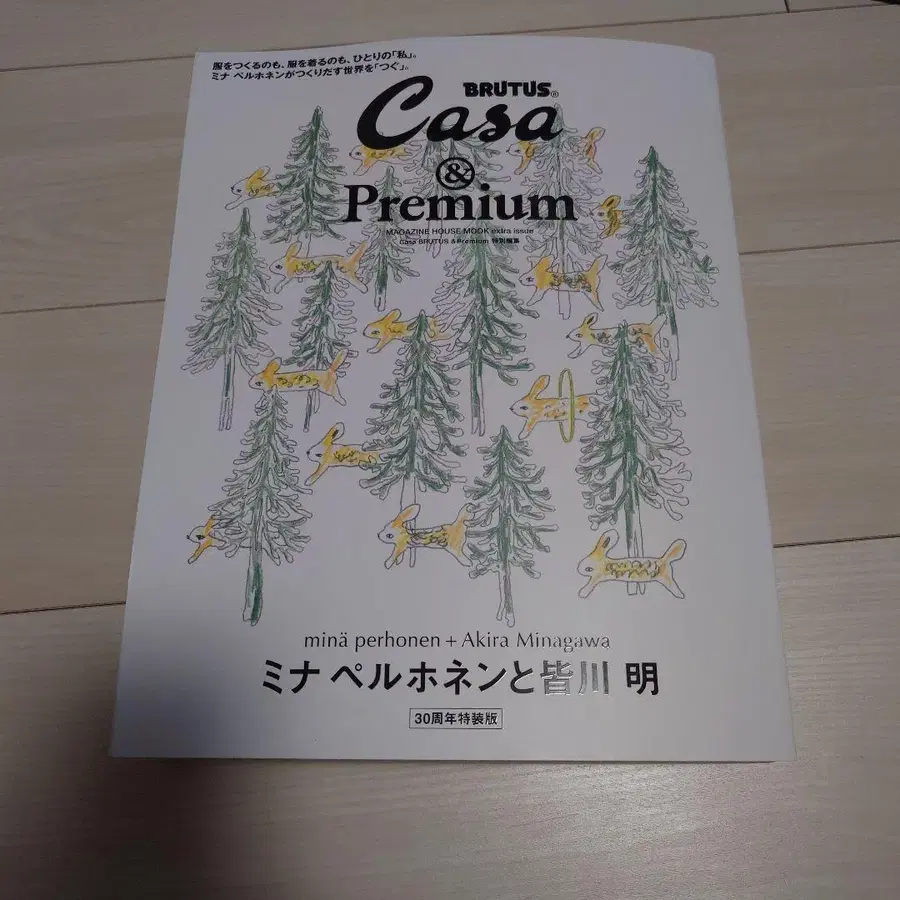 服をつくるのも、服を着るのも、ひとりの「私」。
ミナ ペルホネンがつくりだす世界を「つぐ」。
BRUTUS®
Casa
&
Premium
MAGAZINE HOUSE MOOK extra issue
Casa BRUTUS & Premium 特別編集
minä perhonen + Akira Minagawa
ミナ ペルホネンと皆川 明
30周年特装版